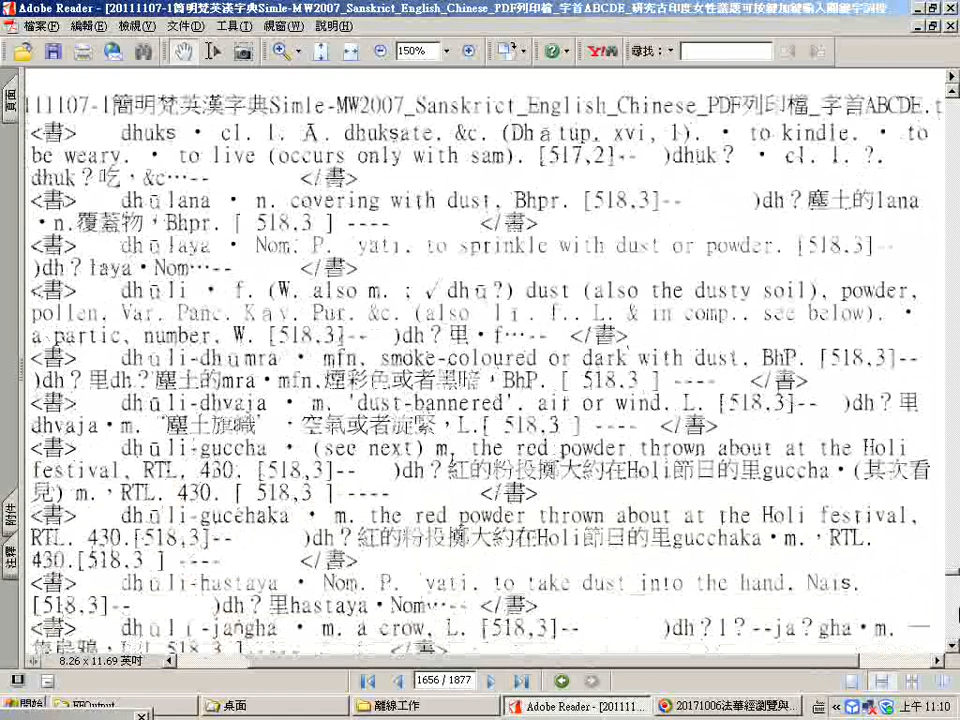 Adobe Reader - [20111107-1簡明梵英漢字典Simle-MW2007_Sanskrict_English_Chinese_PDF列印檔_字首ABCDE_研究古印度女性議題可按鍵鍵輸入關鍵字詞搜
檔案(F) 編輯(E) 檢視(V) 文件(D) 工具(T) 視窗(W) 說明(H)
150% 尋找：
頁面
附件
注釋
111107-1簡明梵英漢字典Simle-MW2007_Sanskrict_English_Chinese_PDF列印檔_字首ABCDE.t
<書> dhukṣ • cl. 1. Ā. dhukṣate, &c. (Dhātup. xvi, 1). • to kindle. • to
be weary. • to live (occurs only with sam). [517,2]-- )dhuk? • cl. 1. ?.
dhuk?吃，&c…-- </書>
<書> dhūlana • n. covering with dust, Bhpr. [518,3]-- )dh?塵土的lana
•n.覆蓋物，Bhpr. [ 518,3 ] ---- </書>
<書> dhūlaya • Nom. P. ˚yati, to sprinkle with dust or powder. [518,3]--
)dh？laya•Nom…-- </書>
<書> dhūli • f. (W. also m. ; √dhū?) dust (also the dusty soil), powder,
pollen, Var. Pañc. Kāv. Pur. &c. (also ˚lī, f., L. & in comp., see below). •
a partic, number, W. [518,3]-- )dh？里•f…-- </書>
<書> dhūli-dhūmra • mfn. smoke-coloured or dark with dust, BhP. [518,3]--
)dh？里dh？塵土的mra•mfn.煙彩色或者黑暗，BhP. [ 518,3 ] ---- </書>
<書> dhūli-dhvaja • m. 'dust-bannered', air or wind, L. [518,3]-- )dh？里
dhvaja•m. 塵土旗幟 、空氣或者旋緊，L.[ 518,3 ] ---- </書>
<書> dhūli-guccha • (see next) m. the red powder thrown about at the Holi
festival, RTL. 430. [518,3]-- )dh？紅的粉投擲大約在Holi節日的里guccha•(其次看
見) m.，RTL. 430. [ 518,3 ] ---- </書>
<書> dhūli-gucchaka • m. the red powder thrown about at the Holi festival,
RTL. 430.[518,3]-- )dh？紅的粉投擲大約在Holi節日的里gucchaka•m.，RTL.
430.[518,3 ] ---- </書>
<書> dhūli-hastaya • Nom. P. ˚yati, to take dust into the hand, Naiṣ.
[518,3]-- )dh？里hastaya•Nom…-- </書>
<書> dhūlī-jaṅgha • m. a crow, L. [518,3]-- )dh？l？--ja？gha•m. 一
隻烏鴉，[ 518,3 ] ---- </書>
8.26 x 11.69 英吋
1656 / 1877
開始 EEOutput 桌面 離線工作 Adobe Reader - [201111... 20171006法華經瀏覽與... 上午 11:10